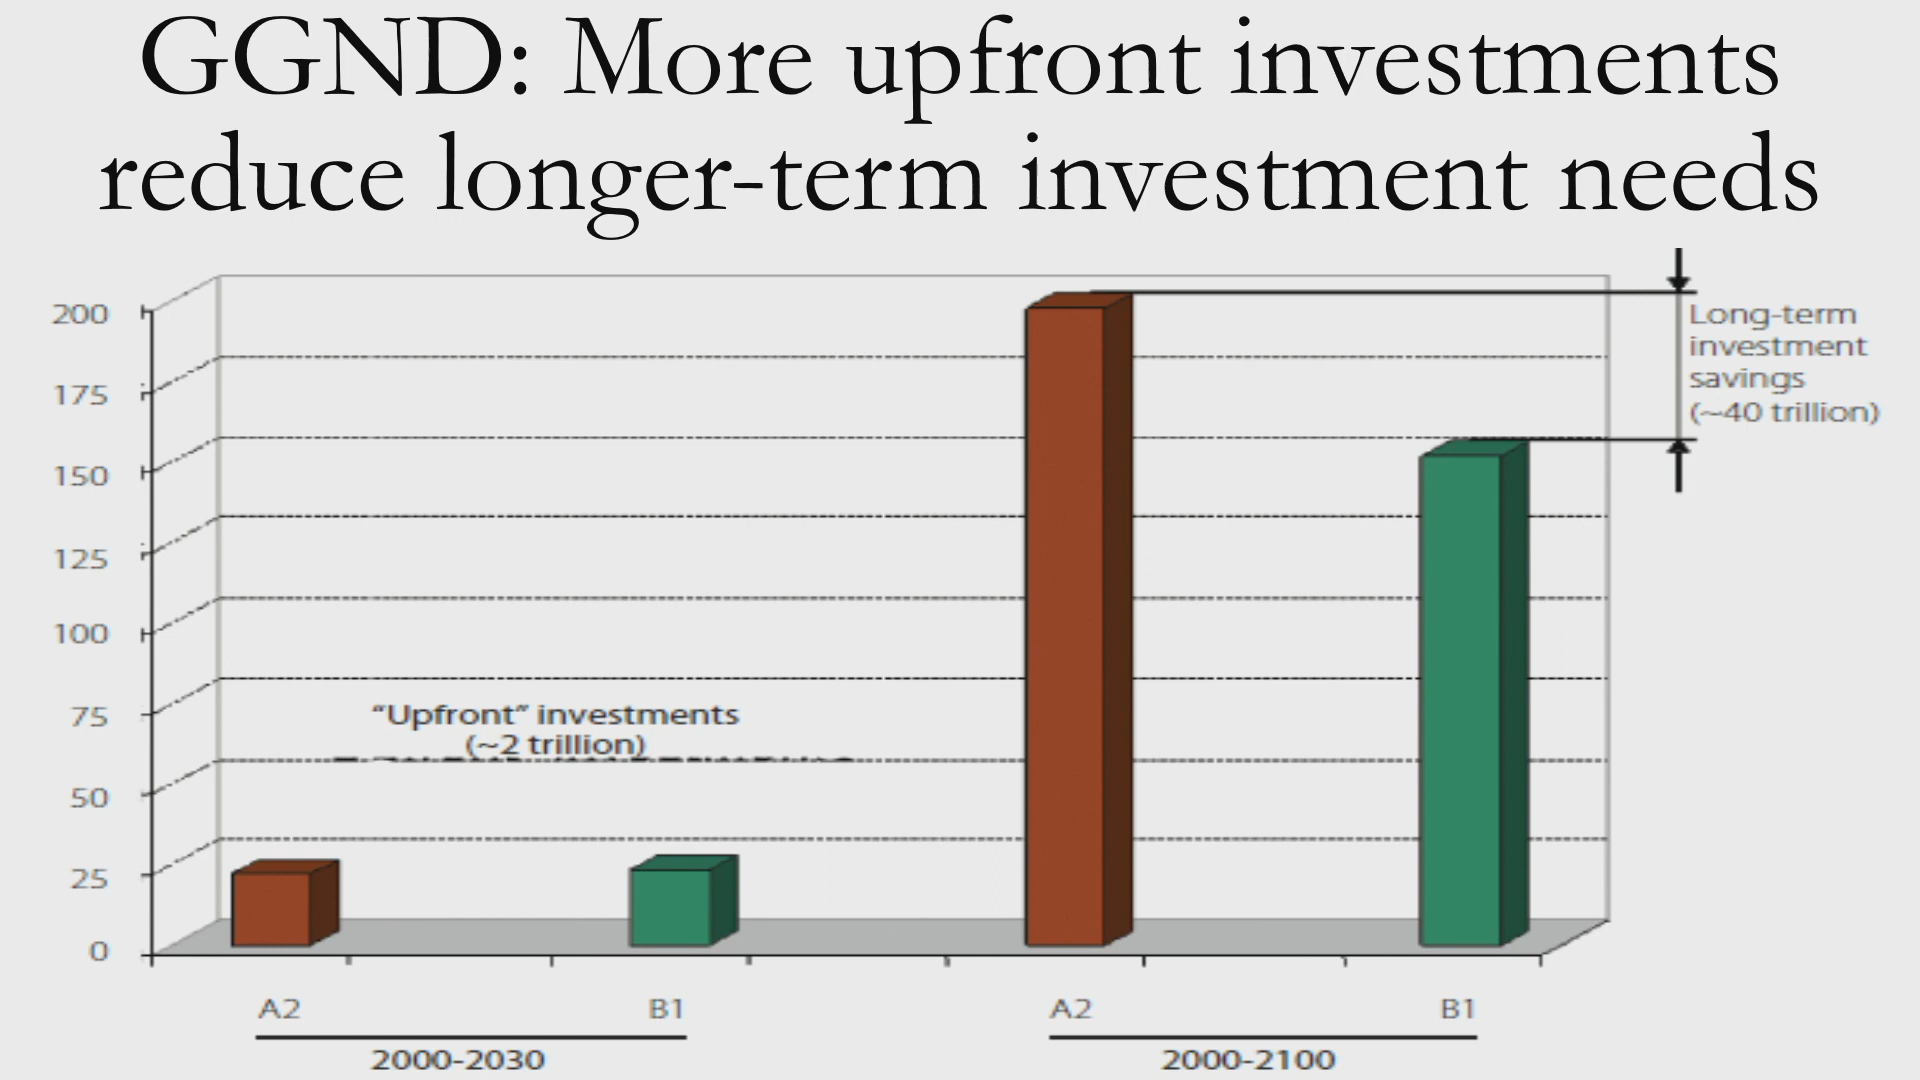 GGND: More upfront investments
reduce longer-term investment needs
200
175
150
125
100
75
50
25
0
“Upfront” investments
(~2 trillion)
Long-term
investment
savings
(~40 trillion)
A2
B1
A2
B1
2000-2030
2000-2100